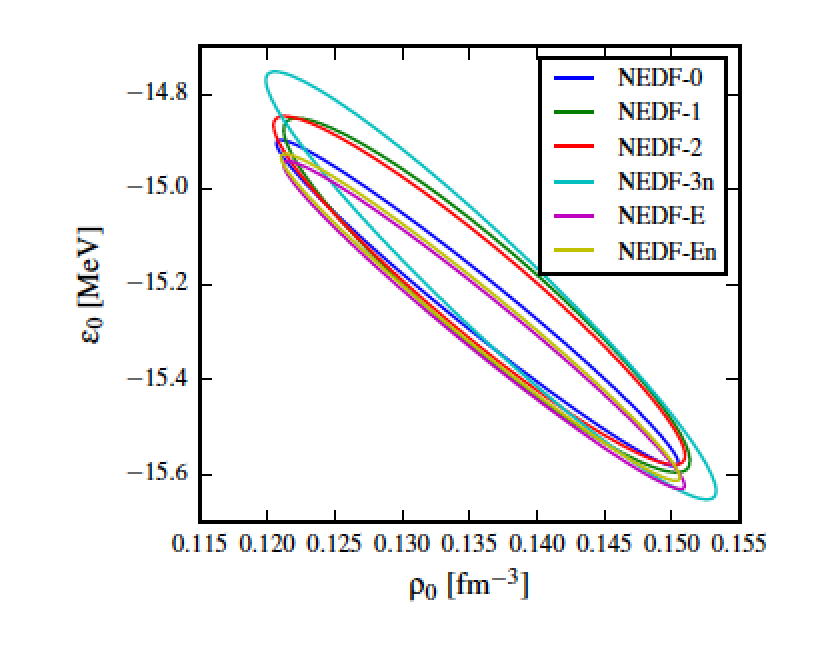 NEDF-0
NEDF-1
NEDF-2
NEDF-3n
NEDF-E
NEDF-En
−14.8
−15.0
−15.2
−15.4
−15.6
ε₀ [MeV]
0.115 0.120 0.125 0.130 0.135 0.140 0.145 0.150 0.155
ρ₀ [fm⁻³]